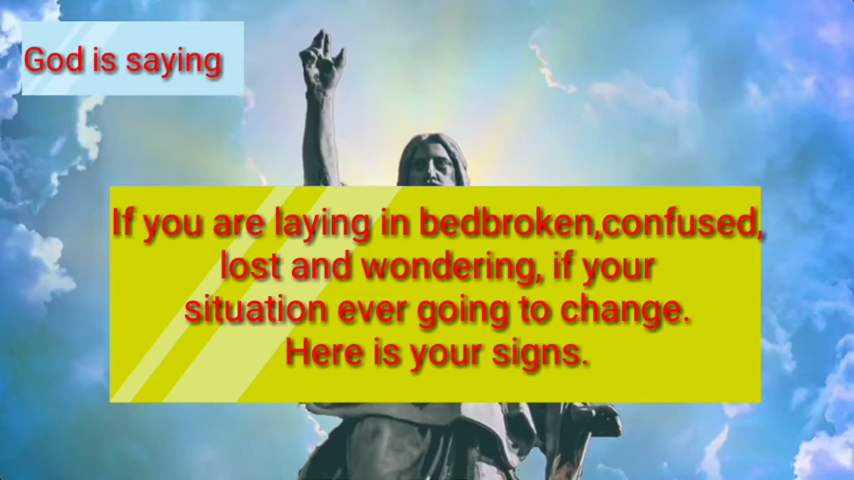 God is saying
If you are laying in bedbroken,confused,
lost and wondering, if your
situation ever going to change.
Here is your signs.